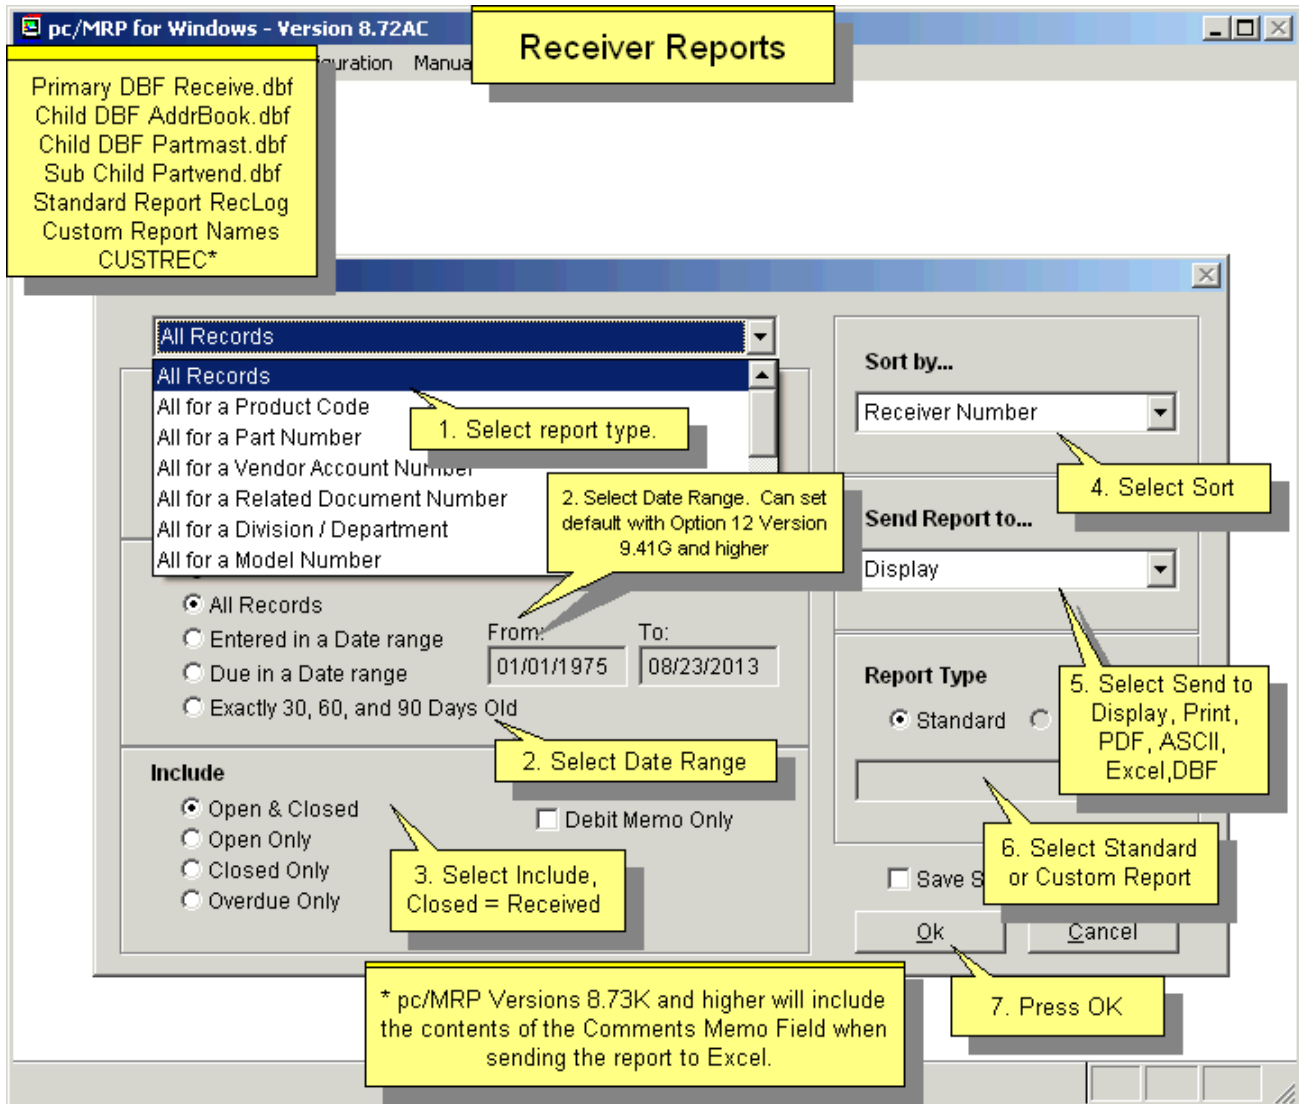 pc/MRP for Windows - Version 8.72AC
Receiver Reports
Manua
Primary DBF Receive.dbf
Child DBF AddrBook.dbf
Child DBF Partmast.dbf
Sub Child Partvend.dbf
Standard Report RecLog
Custom Report Names
CUSTREC*
All Records
All Records
All for a Product Code
All for a Part Number
All for a Vendor Account Number
All for a Related Document Number
All for a Division / Department
All for a Model Number
1. Select report type.
2. Select Date Range. Can set
default with Option 12 Version
9.41G and higher
All Records
Entered in a Date range
Due in a Date range
Exactly 30, 60, and 90 Days Old
From:
To:
01/01/1975
08/23/2013
2. Select Date Range
Include
Open & Closed
Open Only
Closed Only
Overdue Only
Debit Memo Only
3. Select Include,
Closed = Received
Sort by...
Receiver Number
4. Select Sort
Send Report to...
Display
5. Select Send to
Display, Print,
PDF, ASCII,
Excel,DBF
Report Type
Standard
6. Select Standard
or Custom Report
Save S
Ok
Cancel
7. Press OK
* pc/MRP Versions 8.73K and higher will include
the contents of the Comments Memo Field when
sending the report to Excel.